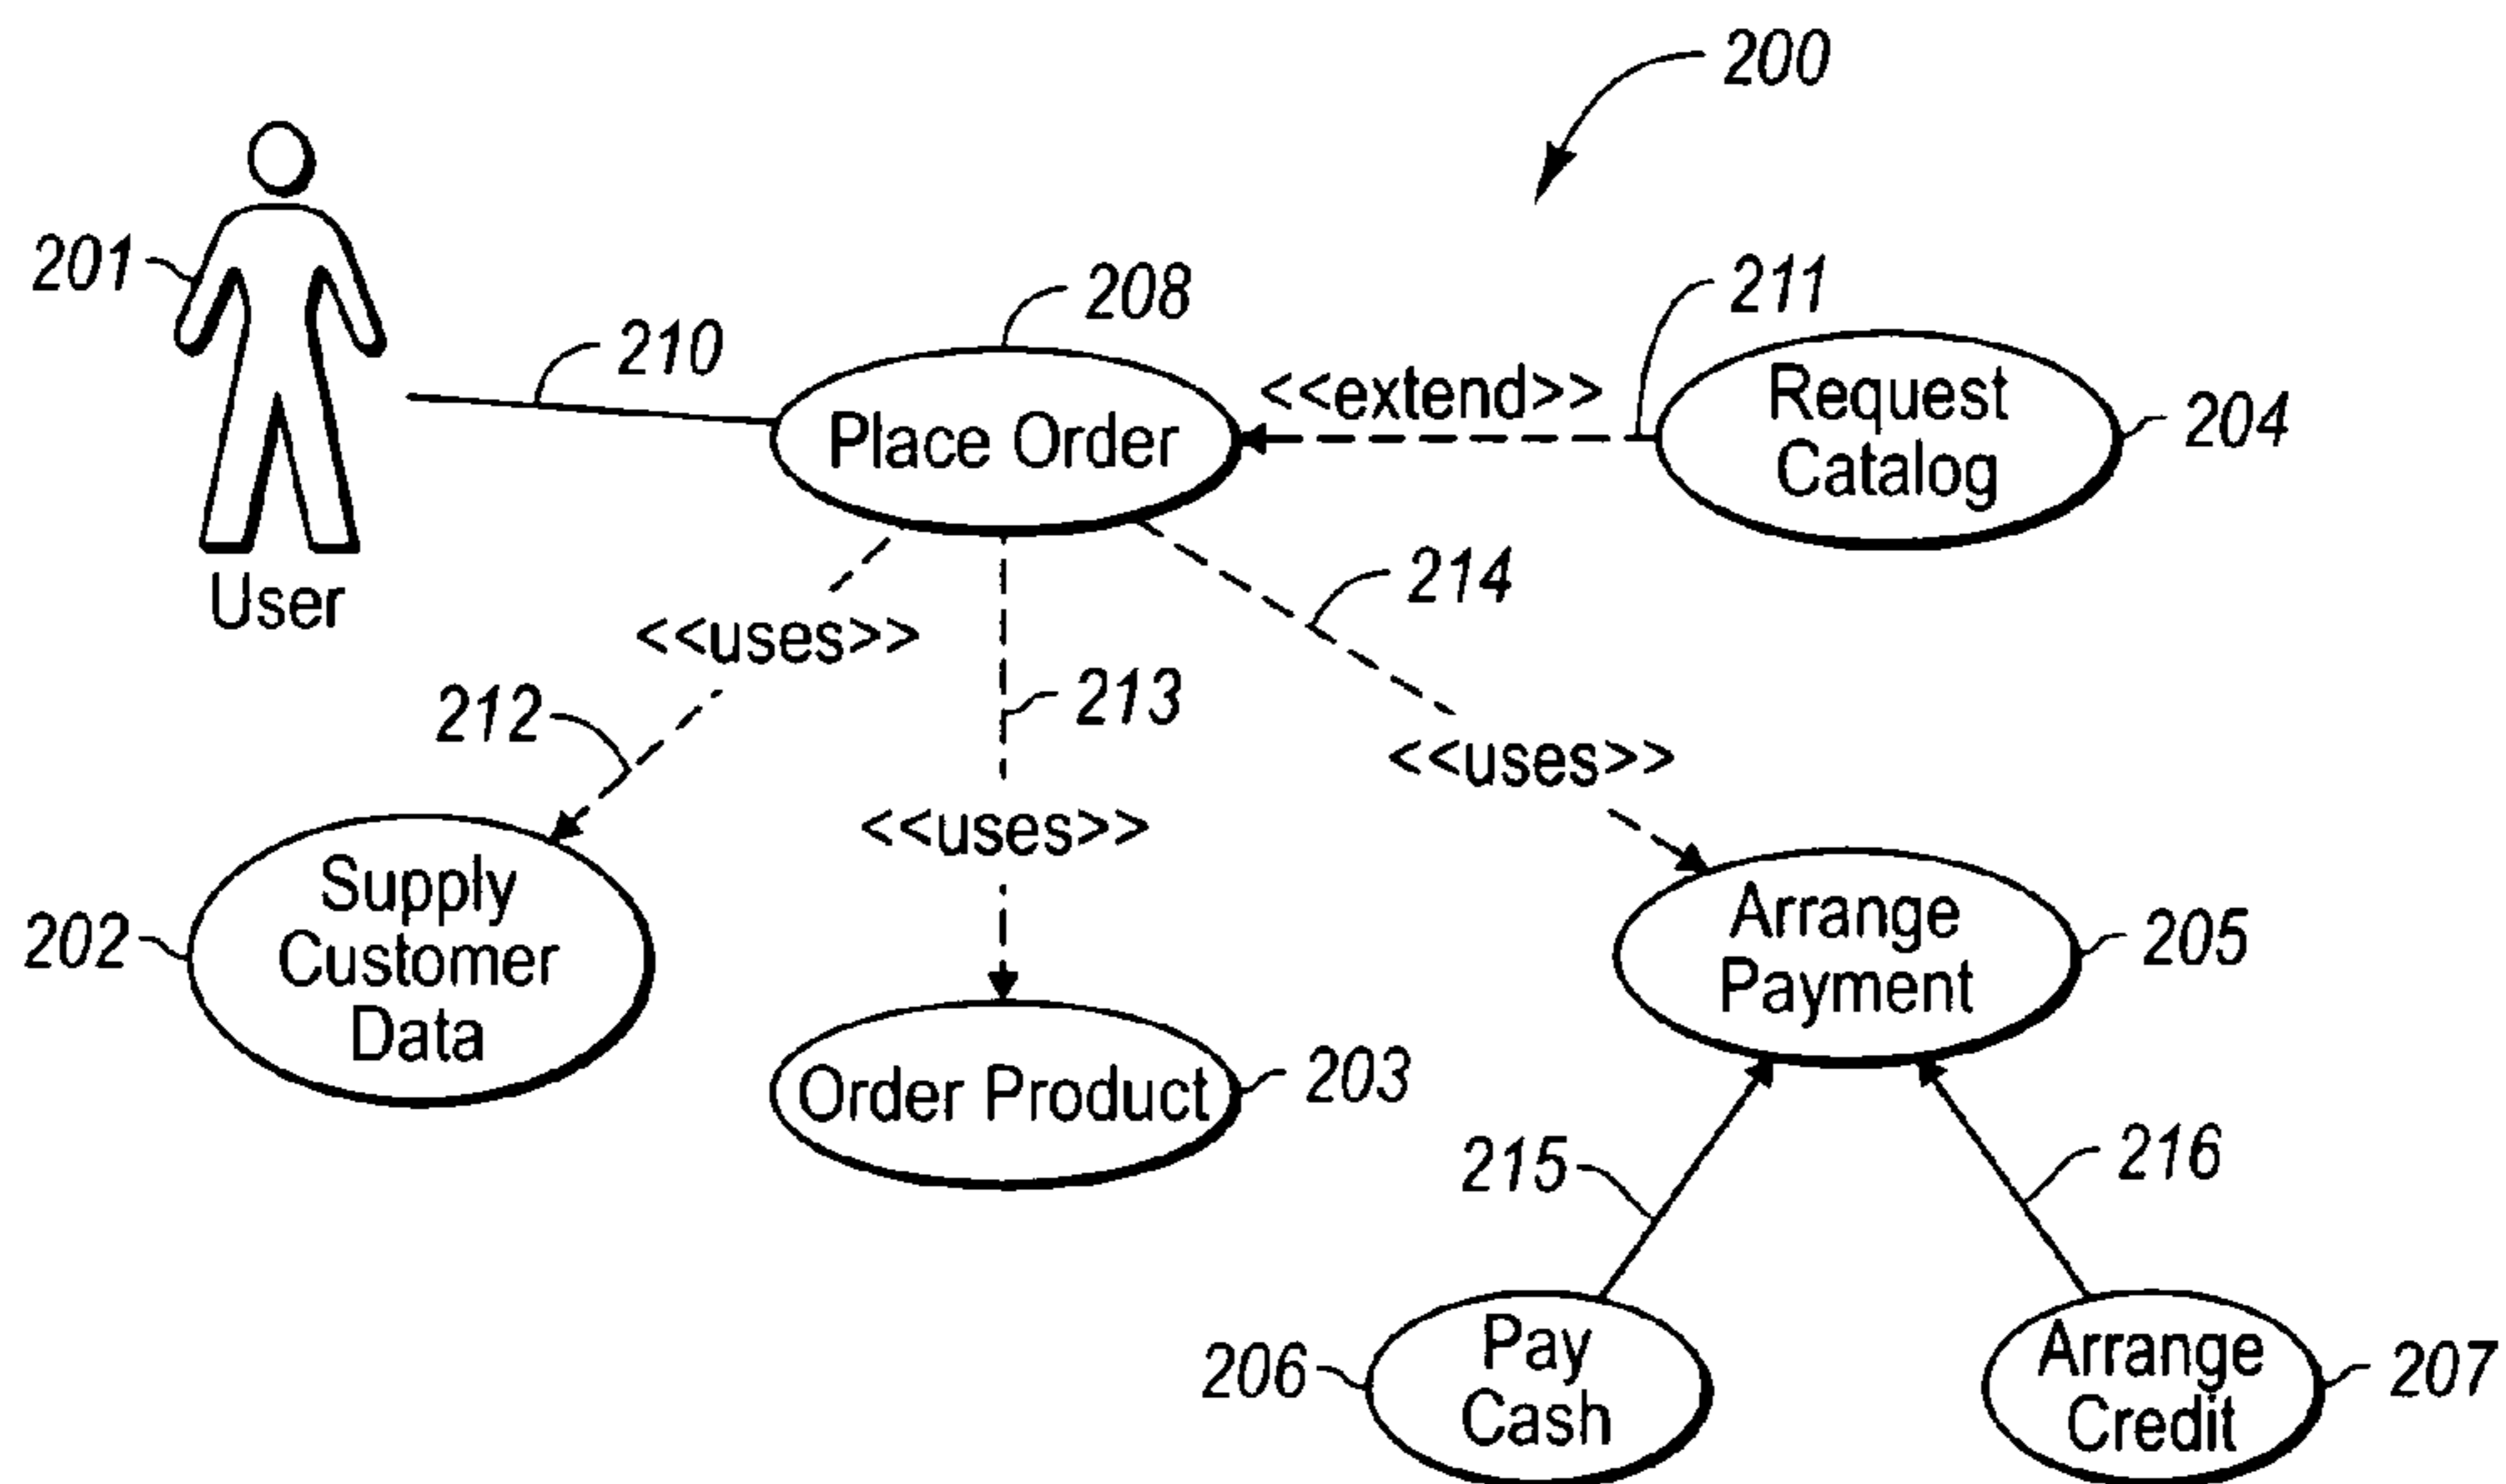 200
201
User
210
208
Place Order
<<extend>>
211
Request
Catalog
204
<<uses>>
212
213
<<uses>>
214
<<uses>>
Supply
Customer
Data
202
Order Product
203
Arrange
Payment
205
215
216
Pay
Cash
206
Arrange
Credit
207